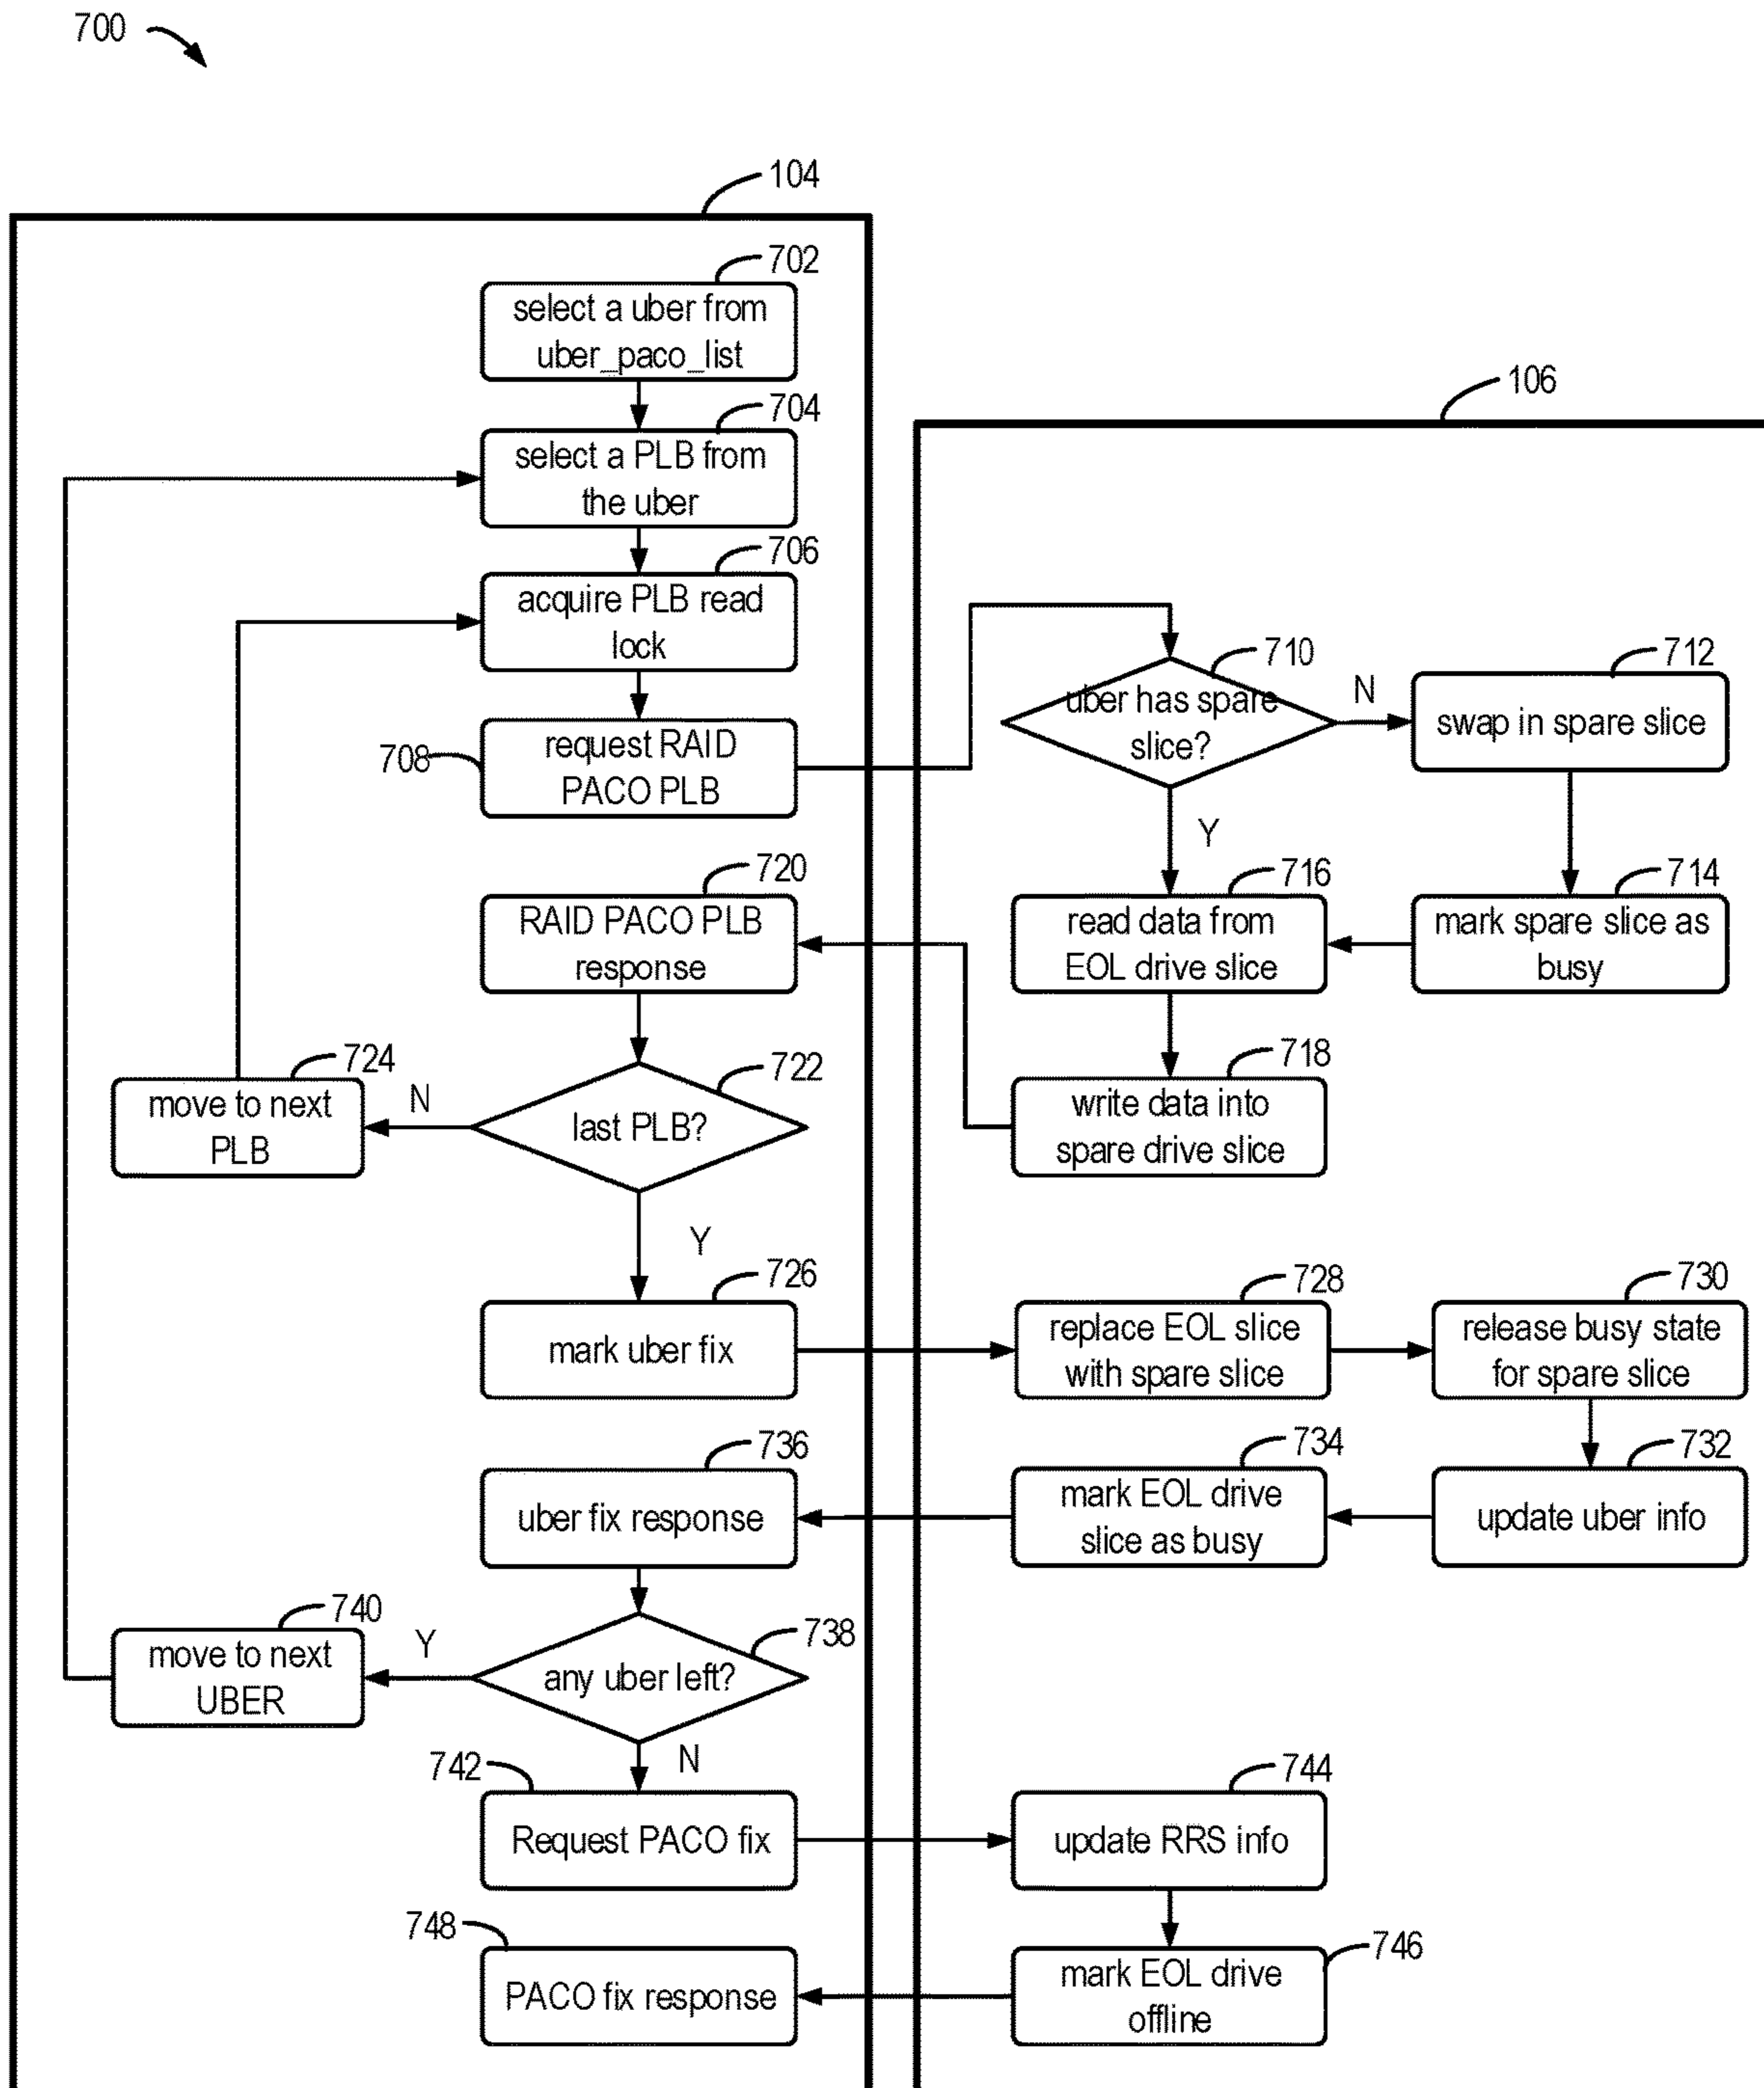 700
104
702
select a uber from
uber_paco_list
704
select a PLB from
the uber
706
acquire PLB read
lock
708
request RAID
PACO PLB
106
710
uber has spare
slice?
N
712
swap in spare slice
Y
714
mark spare slice as
busy
716
read data from
EOL drive slice
718
write data into
spare drive slice
720
RAID PACO PLB
response
722
last PLB?
N
724
move to next
PLB
Y
726
mark uber fix
728
replace EOL slice
with spare slice
730
release busy state
for spare slice
732
update uber info
734
mark EOL drive
slice as busy
736
uber fix response
738
any uber left?
Y
740
move to next
UBER
N
742
Request PACO fix
744
update RRS info
746
mark EOL drive
offline
748
PACO fix response